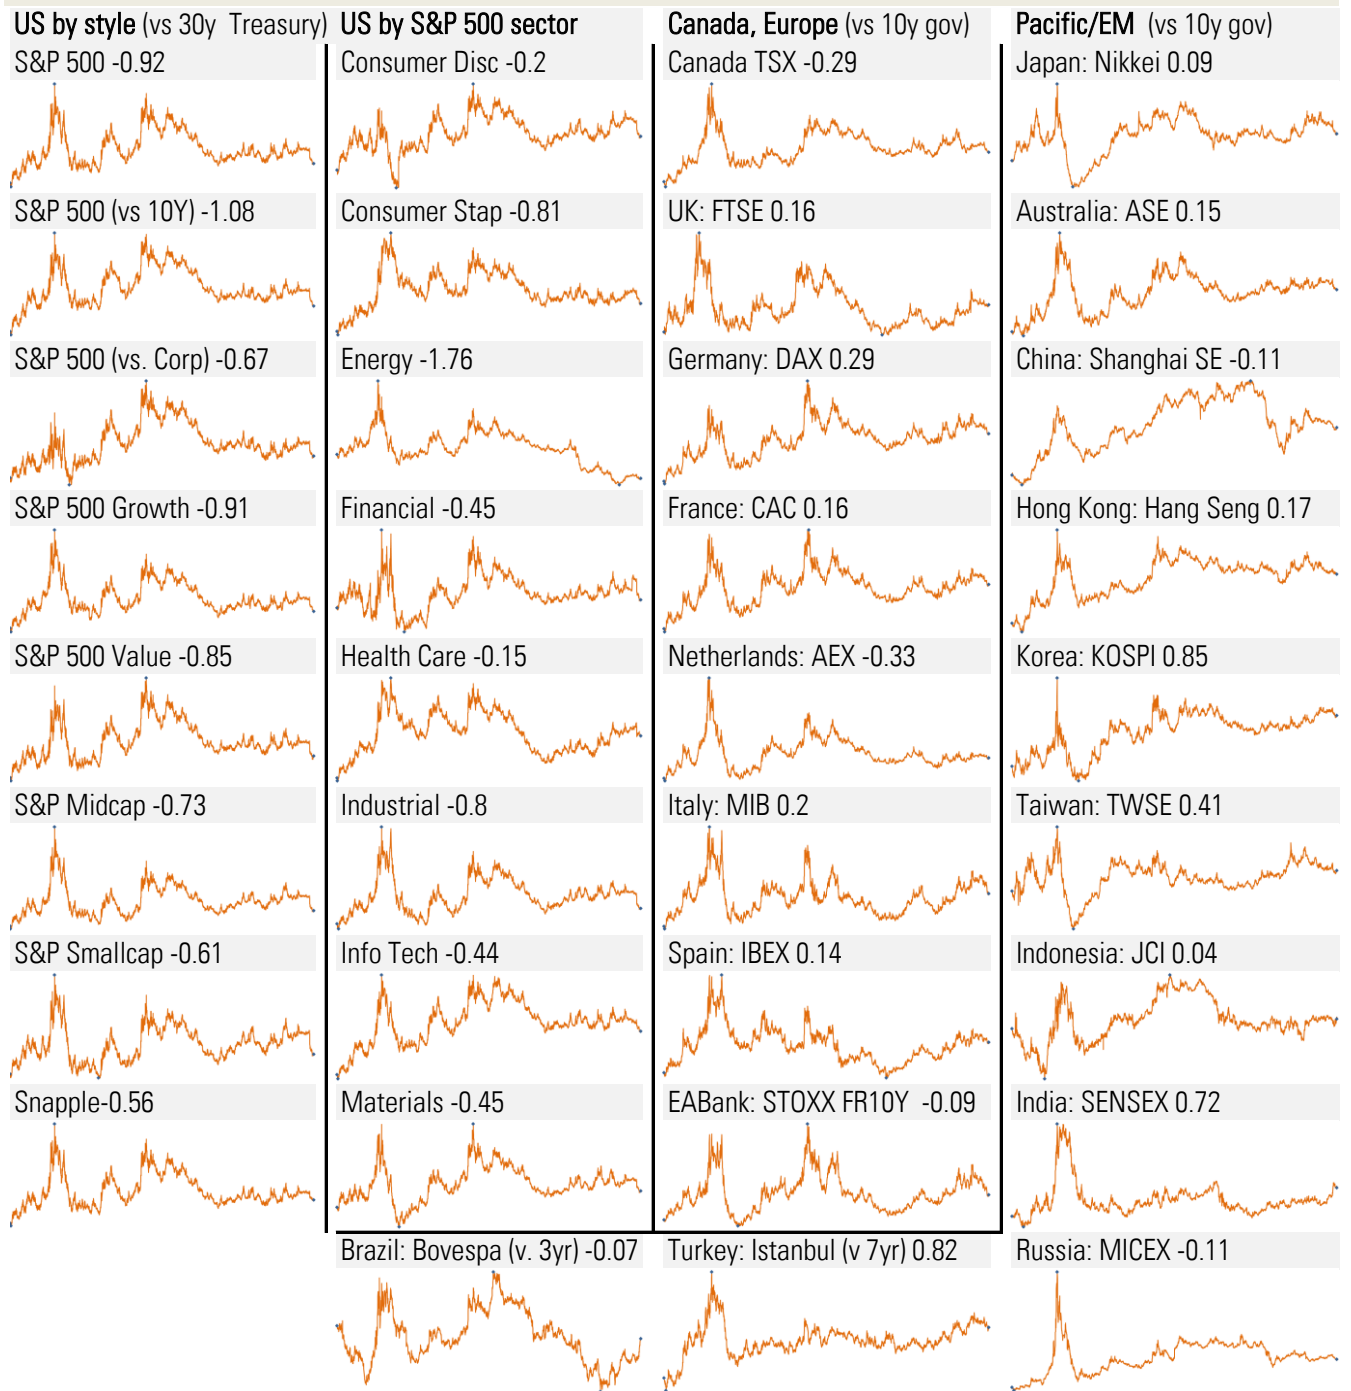 US by style (vs 30y Treasury)
S&P 500 -0.92
S&P 500 (vs 10Y) -1.08
S&P 500 (vs. Corp) -0.67
S&P 500 Growth -0.91
S&P 500 Value -0.85
S&P Midcap -0.73
S&P Smallcap -0.61
Snapple-0.56
US by S&P 500 sector
Consumer Disc -0.2
Consumer Stap -0.81
Energy -1.76
Financial -0.45
Health Care -0.15
Industrial -0.8
Info Tech -0.44
Materials -0.45
Brazil: Bovespa (v. 3yr) -0.07
Canada, Europe (vs 10y gov)
Canada TSX -0.29
UK: FTSE 0.16
Germany: DAX 0.29
France: CAC 0.16
Netherlands: AEX -0.33
Italy: MIB 0.2
Spain: IBEX 0.14
EABank: STOXX FR10Y -0.09
Turkey: Istanbul (v 7yr) 0.82
Pacific/EM (vs 10y gov)
Japan: Nikkei 0.09
Australia: ASE 0.15
China: Shanghai SE -0.11
Hong Kong: Hang Seng 0.17
Korea: KOSPI 0.85
Taiwan: TWSE 0.41
Indonesia: JCI 0.04
India: SENSEX 0.72
Russia: MICEX -0.11